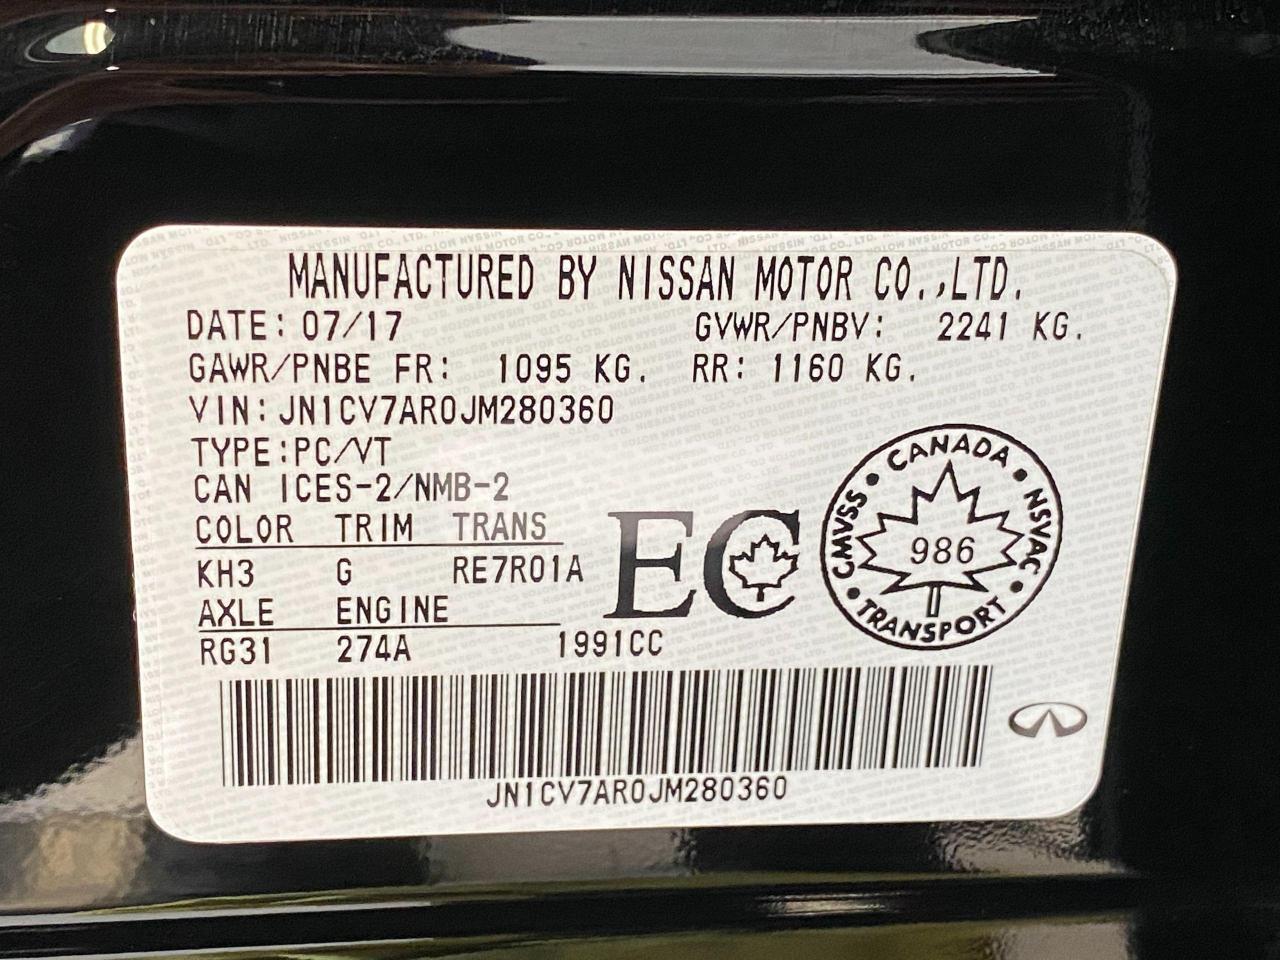 MANUFACTURED BY NISSAN MOTOR CO.,LTD.
DATE: 07/17 GVWR/PNBV: 2241 KG.
GAWR/PNBE FR: 1095 KG. RR: 1160 KG.
VIN: JN1CV7AR0JM280360
TYPE:PC/VT
CAN ICES-2/NMB-2
COLOR TRIM TRANS
KH3 G RE7R01A
AXLE ENGINE
RG31 274A 1991CC
EC
CANADA
CMVSS
NSVAC
986
TRANSPORT
JN1CV7AR0JM280360